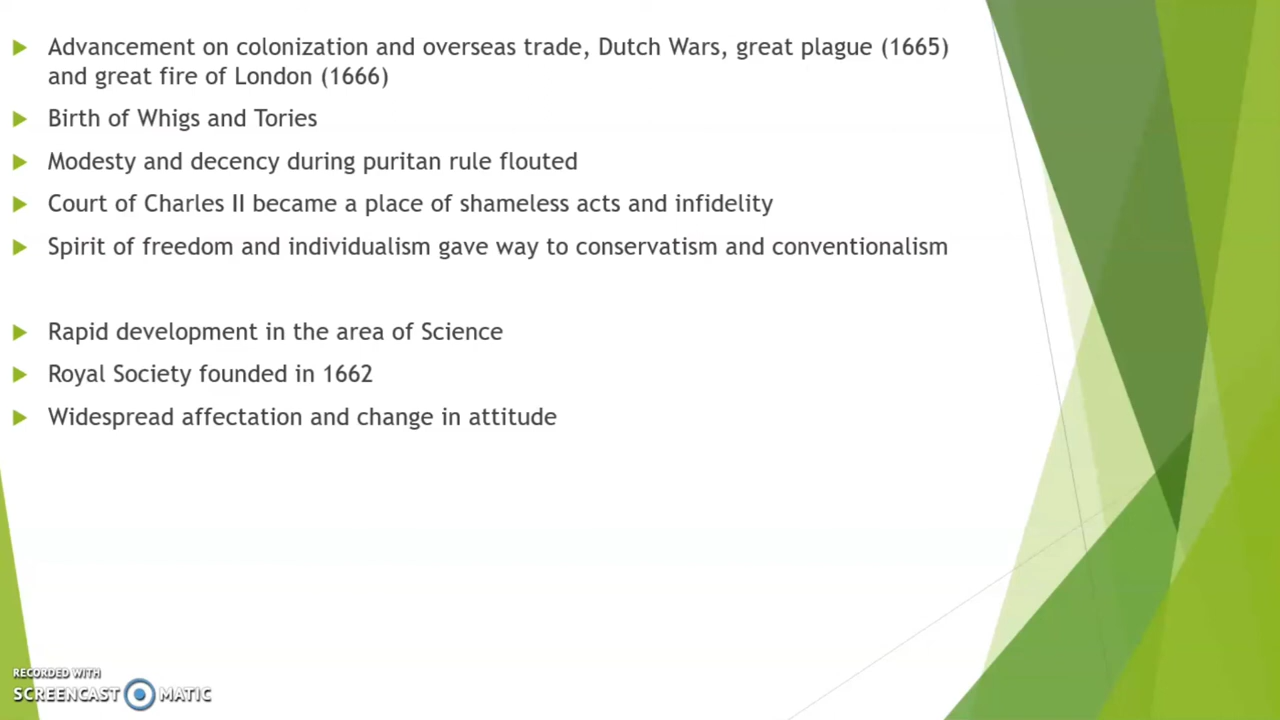 Advancement on colonization and overseas trade, Dutch Wars, great plague (1665)
and great fire of London (1666)
Birth of Whigs and Tories
Modesty and decency during puritan rule flouted
Court of Charles II became a place of shameless acts and infidelity
Spirit of freedom and individualism gave way to conservatism and conventionalism
Rapid development in the area of Science
Royal Society founded in 1662
Widespread affectation and change in attitude
RECORDED WITH
SCREENCAST MATIC